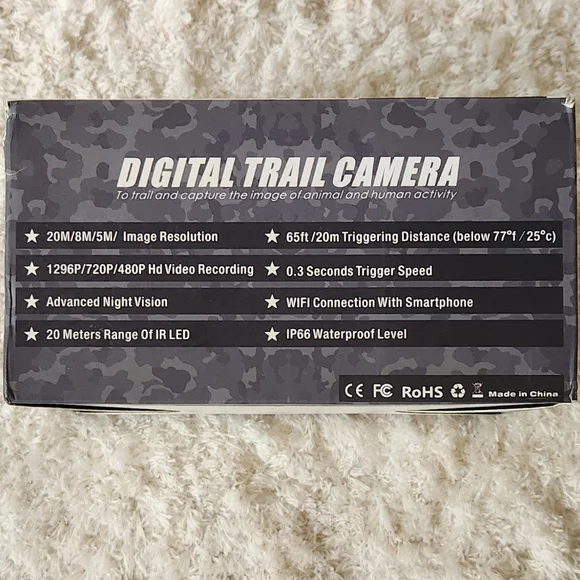 DIGITAL TRAIL CAMERA
To trail and capture the image of animal and human activity
★ 20M/8M/5M/ Image Resolution
★ 65ft /20m Triggering Distance (below 77°f /25°c)
★ 1296P/720P/480P Hd Video Recording
★ 0.3 Seconds Trigger Speed
★ Advanced Night Vision
★ WIFI Connection With Smartphone
★ 20 Meters Range Of IR LED
★ IP66 Waterproof Level
CE FC RoHS Made in China